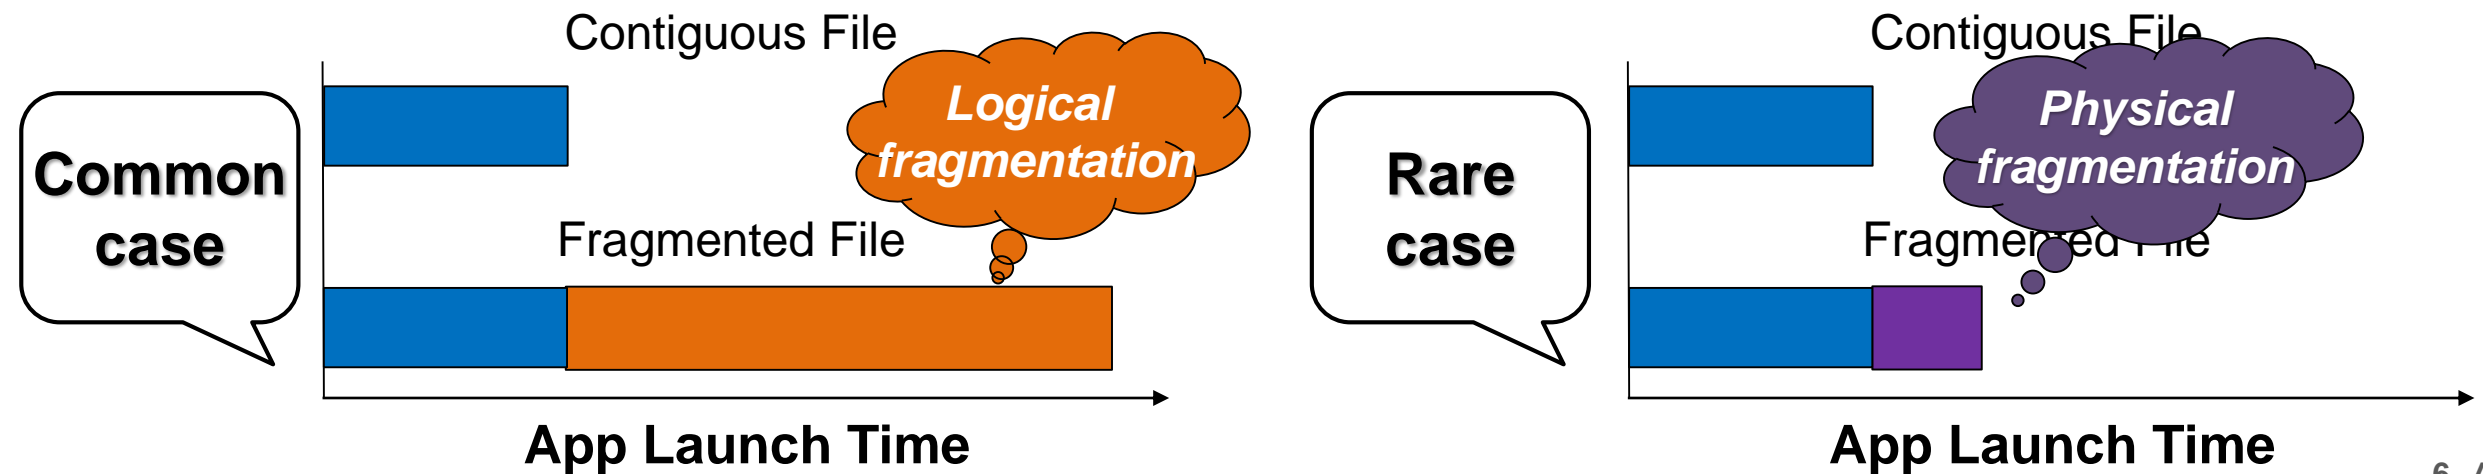 Contiguous File
Logical
fragmentation
Common
case
Fragmented File
App Launch Time
Contiguous File
Physical
fragmentation
Rare
case
Fragmented File
App Launch Time